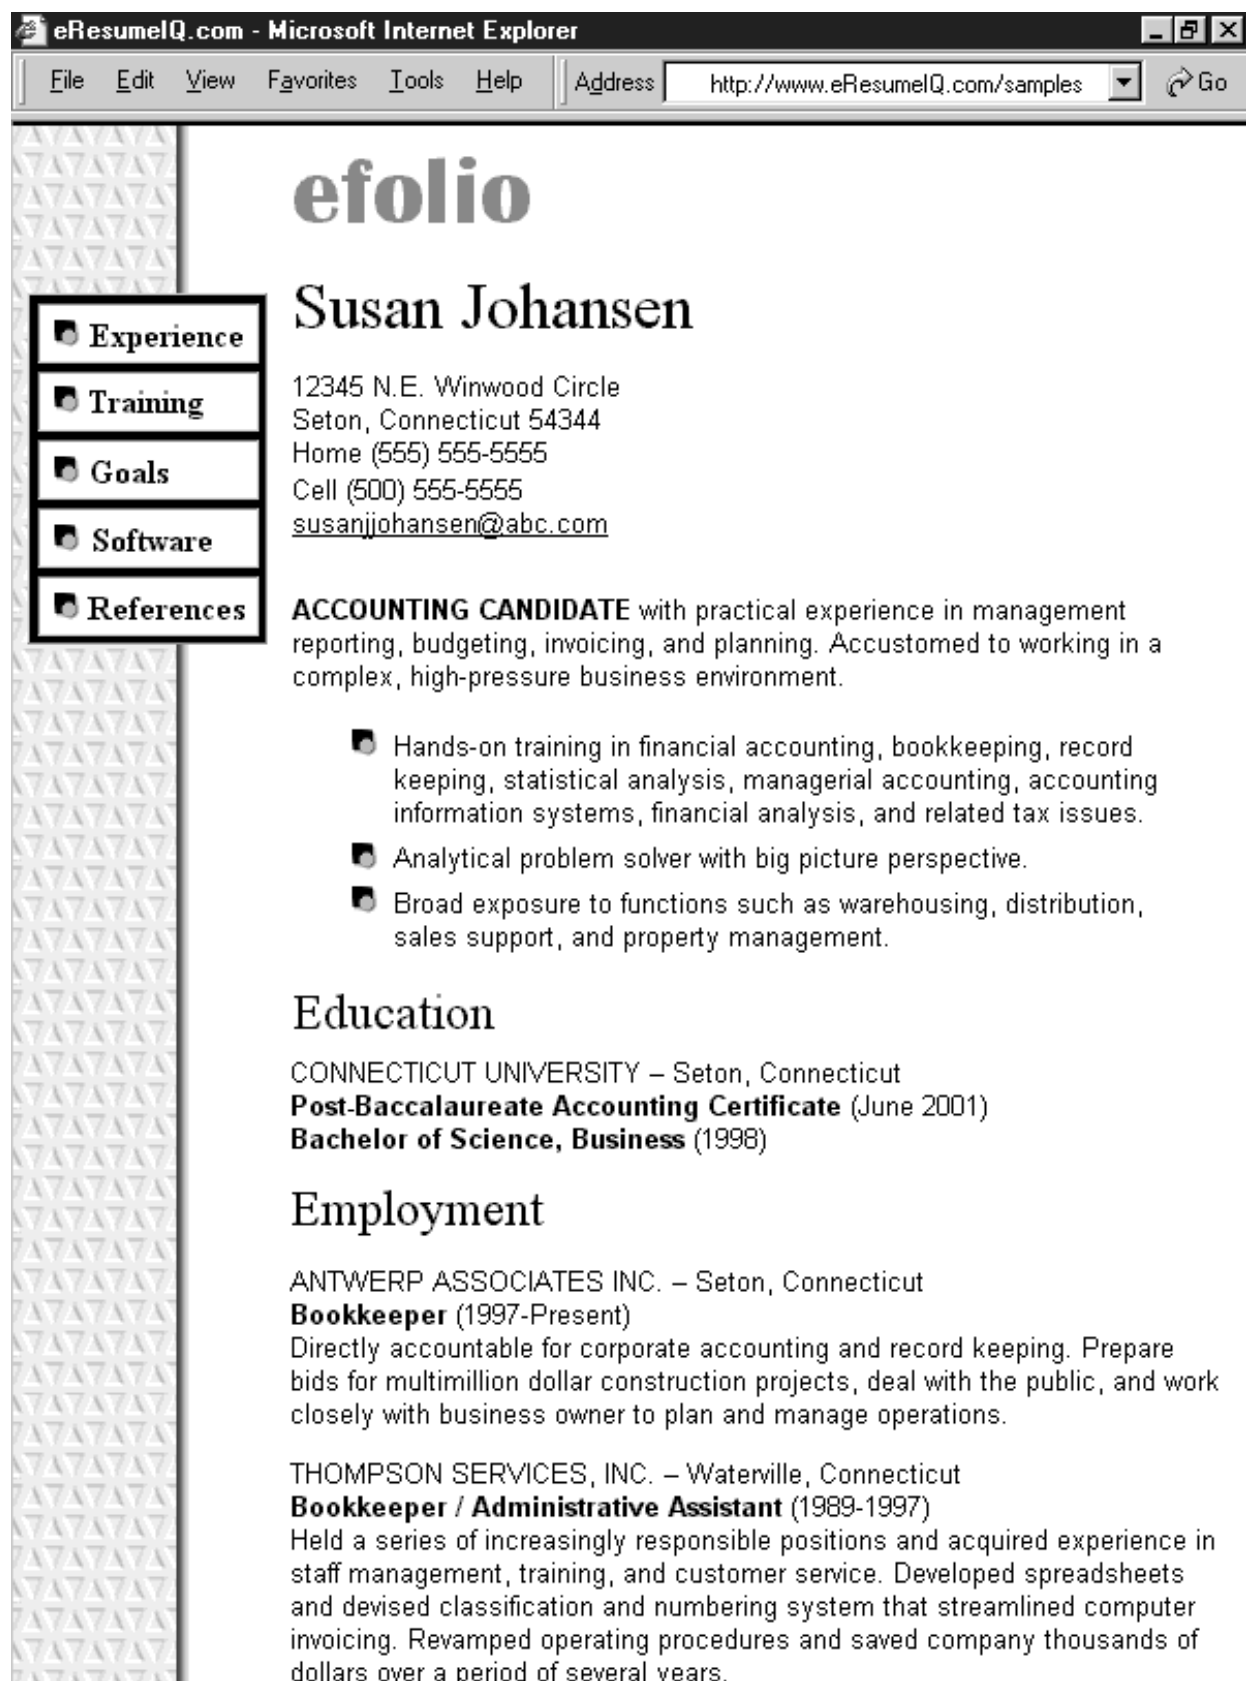 eResumeIQ.com - Microsoft Internet Explorer
File Edit View Favorites Tools Help Address http://www.eResumeIQ.com/samples Go
efolio
Experience
Training
Goals
Software
References
Susan Johansen
12345 N.E. Winwood Circle
Seton, Connecticut 54344
Home (555) 555-5555
Cell (500) 555-5555
susanjjohansen@abc.com
ACCOUNTING CANDIDATE with practical experience in management
reporting, budgeting, invoicing, and planning. Accustomed to working in a
complex, high-pressure business environment.
Hands-on training in financial accounting, bookkeeping, record
keeping, statistical analysis, managerial accounting, accounting
information systems, financial analysis, and related tax issues.
Analytical problem solver with big picture perspective.
Broad exposure to functions such as warehousing, distribution,
sales support, and property management.
Education
CONNECTICUT UNIVERSITY – Seton, Connecticut
Post-Baccalaureate Accounting Certificate (June 2001)
Bachelor of Science, Business (1998)
Employment
ANTWERP ASSOCIATES INC. – Seton, Connecticut
Bookkeeper (1997-Present)
Directly accountable for corporate accounting and record keeping. Prepare
bids for multimillion dollar construction projects, deal with the public, and work
closely with business owner to plan and manage operations.
THOMPSON SERVICES, INC. – Waterville, Connecticut
Bookkeeper / Administrative Assistant (1989-1997)
Held a series of increasingly responsible positions and acquired experience in
staff management, training, and customer service. Developed spreadsheets
and devised classification and numbering system that streamlined computer
invoicing. Revamped operating procedures and saved company thousands of
dollars over a period of several years.